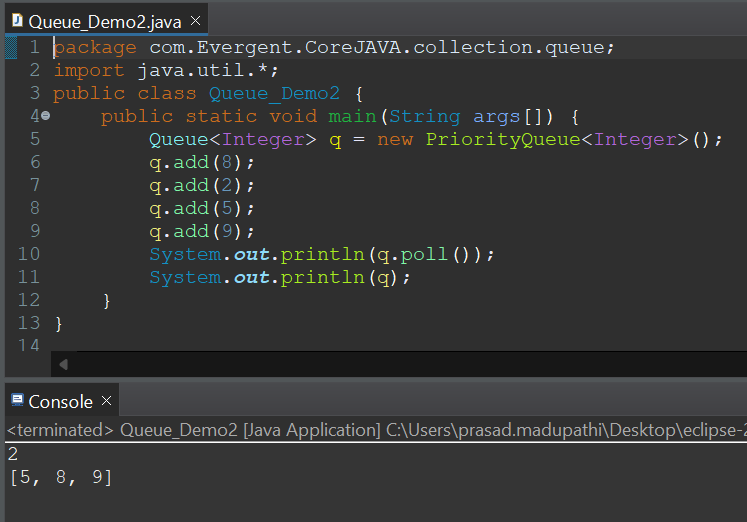 Queue_Demo2.java ×
1 package com.Evergent.CoreJAVA.collection.queue;
2 import java.util.*;
3 public class Queue_Demo2 {
4     public static void main(String args[]) {
5         Queue<Integer> q = new PriorityQueue<Integer>();
6         q.add(8);
7         q.add(2);
8         q.add(5);
9         q.add(9);
10         System.out.println(q.poll());
11         System.out.println(q);
12     }
13 }
14
Console ×
<terminated> Queue_Demo2 [Java Application] C:\Users\prasad.madupathi\Desktop\eclipse-2
2
[5, 8, 9]